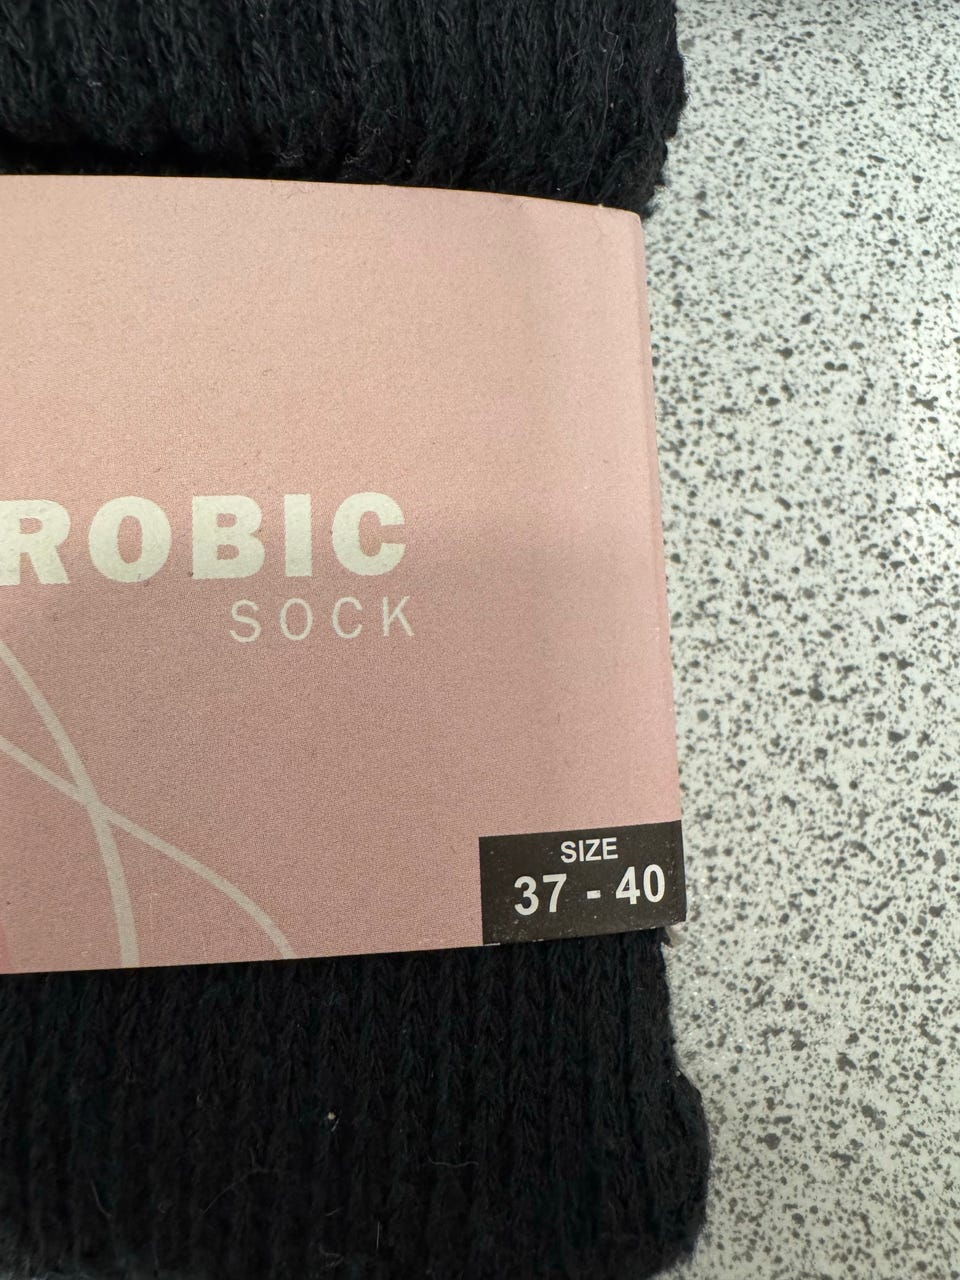 ROBIC
SOCK
SIZE
37 - 40